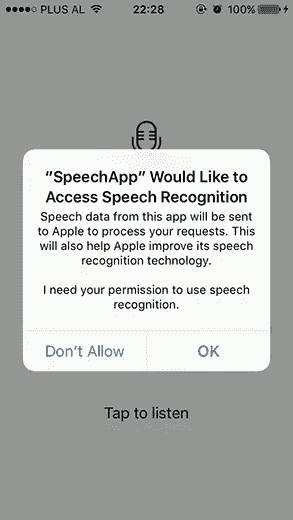 PLUS AL 22:28 100%
“SpeechApp” Would Like to
Access Speech Recognition
Speech data from this app will be sent
to Apple to process your requests. This
will also help Apple improve its speech
recognition technology.
I need your permission to use speech
recognition.
Don’t Allow OK
Tap to listen